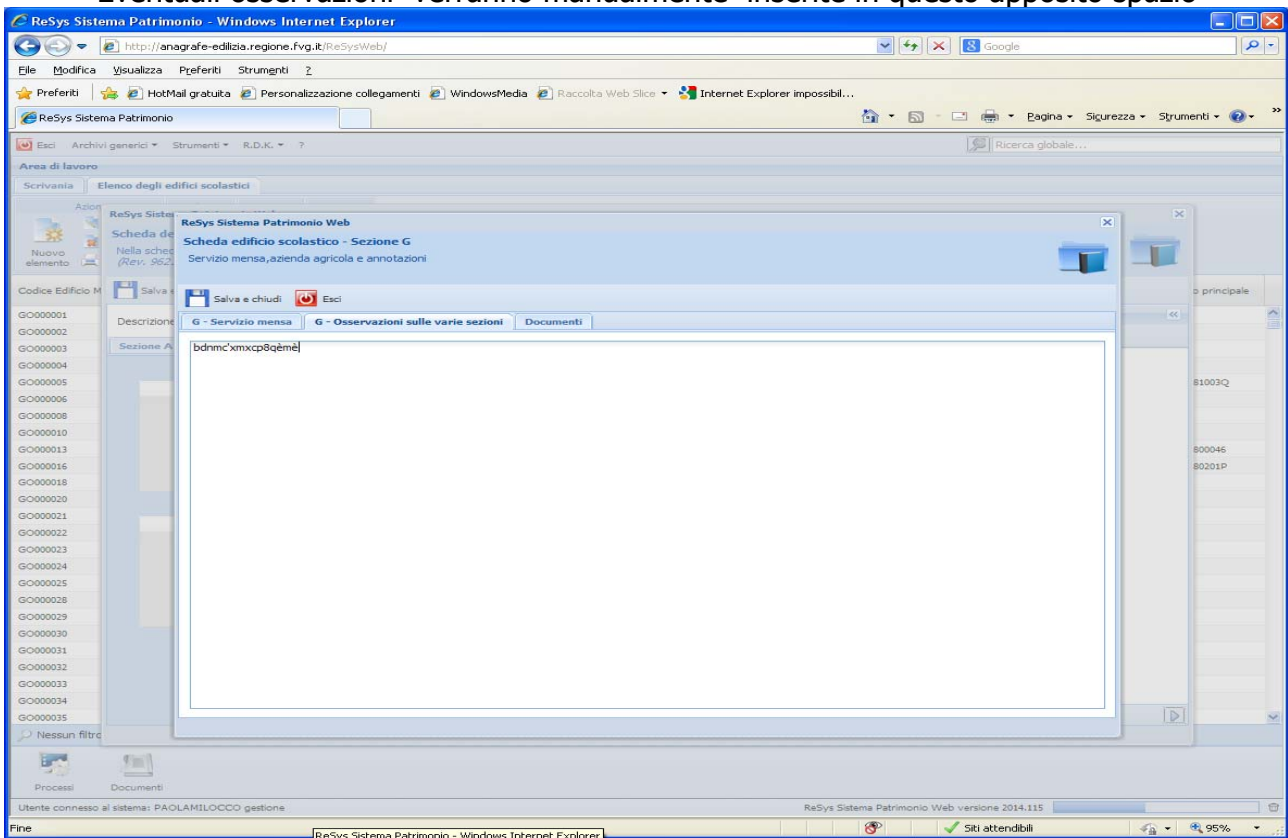 Eventuali osservazioni verranno manualmente inserite in questo apposito spazio
ReSys Sistema Patrimonio - Windows Internet Explorer
http://anagrafe-edilizia.regione.fvg.it/ReSysWeb/
Google
File Modifica Visualizza Preferiti Strumenti ?
Preferiti HotMail gratuita Personalizzazione collegamenti WindowsMedia Raccolta Web Slice Internet Explorer impossibil...
ReSys Sistema Patrimonio
Pagina Sicurezza Strumenti
Esci Archivi generici Strumenti R.D.K. ? Ricerca globale...
Area di lavoro
Scrivania Elenco degli edifici scolastici
Nuovo elemento
ReSys Sistema Patrimonio Web
Scheda edificio scolastico - Sezione G
Servizio mensa,azienda agricola e annotazioni
Salva e chiudi Esci
G - Servizio mensa G - Osservazioni sulle varie sezioni Documenti
bdnmc'xmxcp8qèmè
Scheda de
Nella sched
(Rev. 962.
Salva e
Descrizione
Sezione A
Codice Edificio M
o principale
GO000001
GO000002
GO000003
GO000004
GO000005 81003Q
GO000006
GO000008
GO000010
GO000013 800046
GO000016 80201P
GO000018
GO000020
GO000021
GO000022
GO000023
GO000024
GO000025
GO000028
GO000029
GO000030
GO000031
GO000032
GO000033
GO000034
GO000035
Nessun filtro
Processi Documenti
Utente connesso al sistema: PAOLAMILOCCO gestione ReSys Sistema Patrimonio Web versione 2014.115
Fine ReSys Sistema Patrimonio - Windows Internet Explorer Siti attendibili 95%